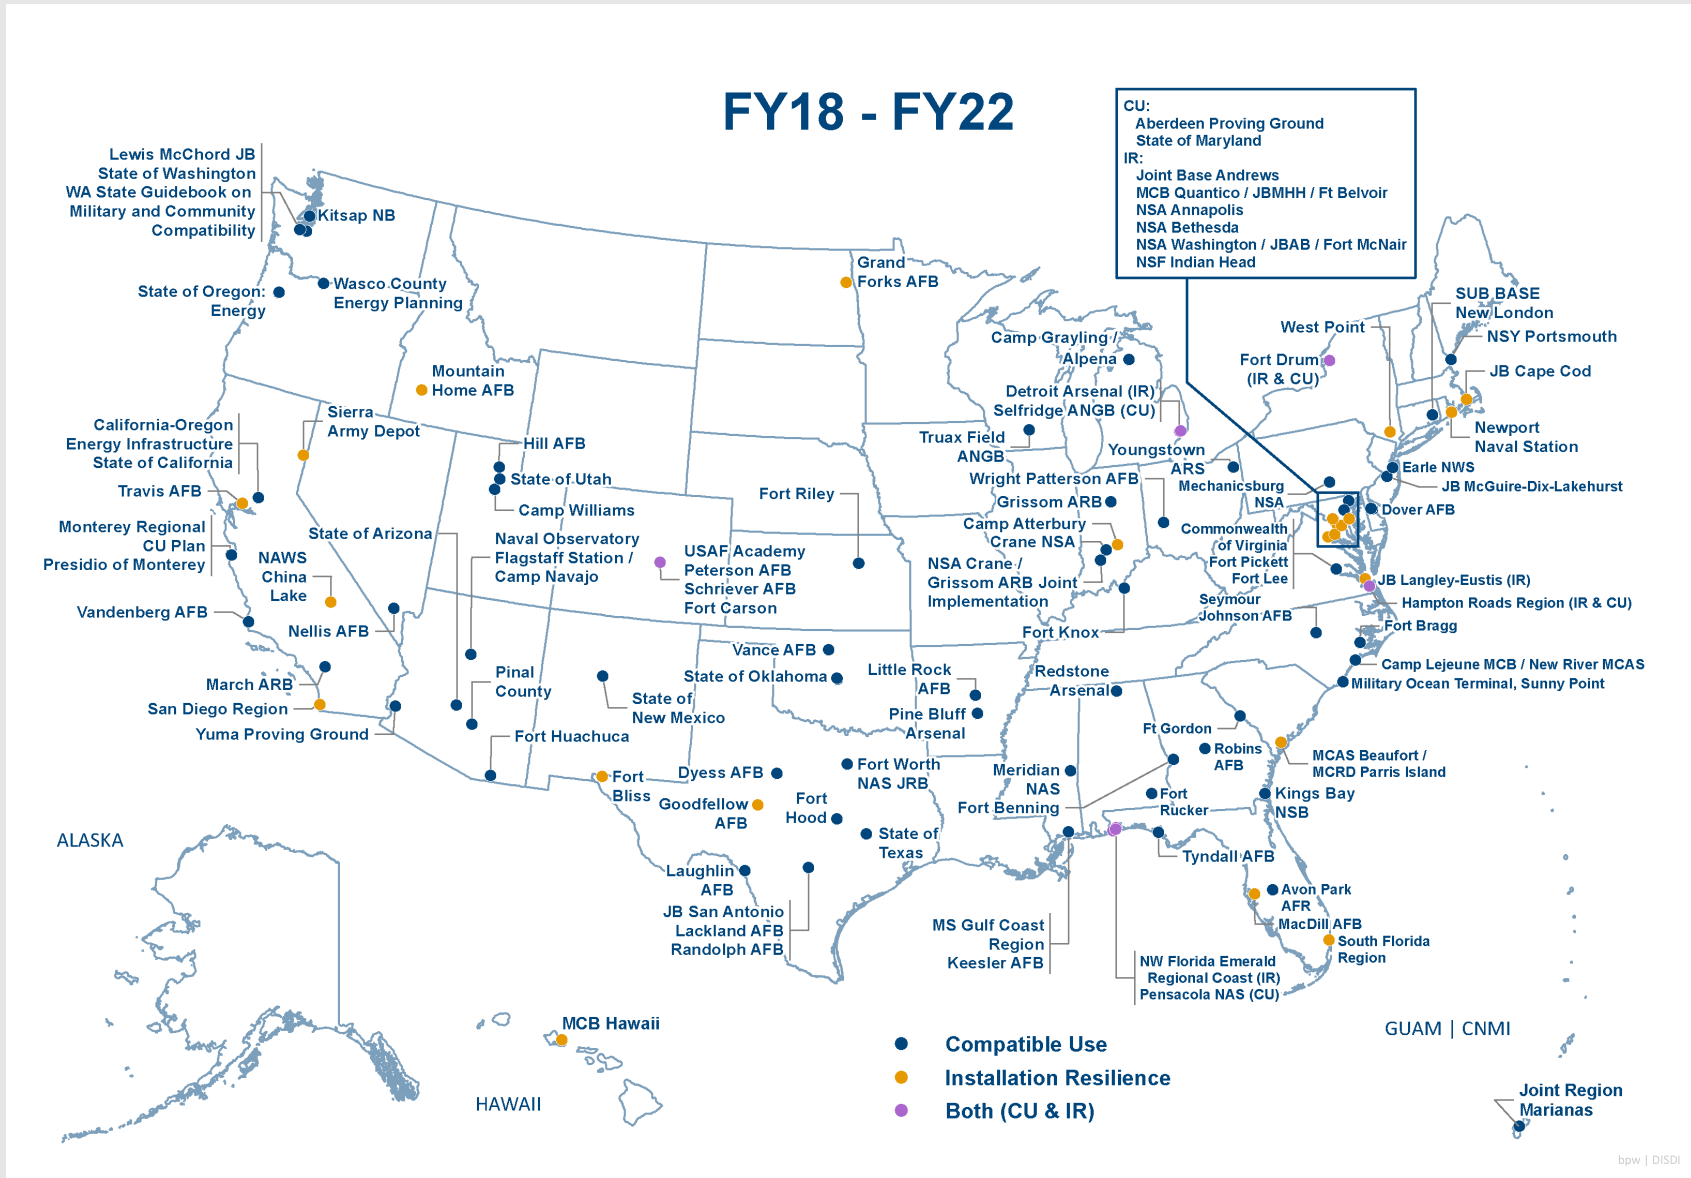 FY18 - FY22
CU:
Aberdeen Proving Ground
State of Maryland
IR:
Joint Base Andrews
MCB Quantico / JBMHH / Ft Belvoir
NSA Annapolis
NSA Bethesda
NSA Washington / JBAB / Fort McNair
NSF Indian Head
Lewis McChord JB
State of Washington
WA State Guidebook on
Military and Community
Compatibility
Kitsap NB
State of Oregon:
Energy
Wasco County
Energy Planning
Mountain
Home AFB
Sierra
Army Depot
California-Oregon
Energy Infrastructure
State of California
Travis AFB
Monterey Regional
CU Plan
Presidio of Monterey
NAWS
China
Lake
Vandenberg AFB
Nellis AFB
March ARB
San Diego Region
Yuma Proving Ground
State of Arizona
Hill AFB
State of Utah
Camp Williams
Naval Observatory
Flagstaff Station /
Camp Navajo
Pinal
County
Fort Huachuca
USAF Academy
Peterson AFB
Schriever AFB
Fort Carson
State of
New Mexico
Fort
Bliss
Grand
Forks AFB
Fort Riley
Vance AFB
State of Oklahoma
Dyess AFB
Goodfellow
AFB
Fort
Hood
Fort Worth
NAS JRB
State of
Texas
Laughlin
AFB
JB San Antonio
Lackland AFB
Randolph AFB
Little Rock
AFB
Pine Bluff
Arsenal
Camp Grayling /
Alpena
Detroit Arsenal (IR)
Selfridge ANGB (CU)
Truax Field
ANGB
Youngstown
ARS
Wright Patterson AFB
Grissom ARB
Camp Atterbury
Crane NSA
NSA Crane /
Grissom ARB Joint
Implementation
Fort Knox
Redstone
Arsenal
Meridian
NAS
Fort Benning
Ft Gordon
Robins
AFB
Fort
Rucker
MCAS Beaufort /
MCRD Parris Island
Kings Bay
NSB
Tyndall AFB
Avon Park
AFR
MacDill AFB
South Florida
Region
MS Gulf Coast
Region
Keesler AFB
NW Florida Emerald
Regional Coast (IR)
Pensacola NAS (CU)
West Point
Fort Drum
(IR & CU)
SUB BASE
New London
NSY Portsmouth
JB Cape Cod
Newport
Naval Station
Earle NWS
JB McGuire-Dix-Lakehurst
Mechanicsburg
NSA
Dover AFB
Commonwealth
of Virginia
Fort Pickett
Fort Lee
JB Langley-Eustis (IR)
Hampton Roads Region (IR & CU)
Seymour
Johnson AFB
Fort Bragg
Camp Lejeune MCB / New River MCAS
Military Ocean Terminal, Sunny Point
ALASKA
MCB Hawaii
HAWAII
Compatible Use
Installation Resilience
Both (CU & IR)
GUAM | CNMI
Joint Region
Marianas
bpw | DISDI